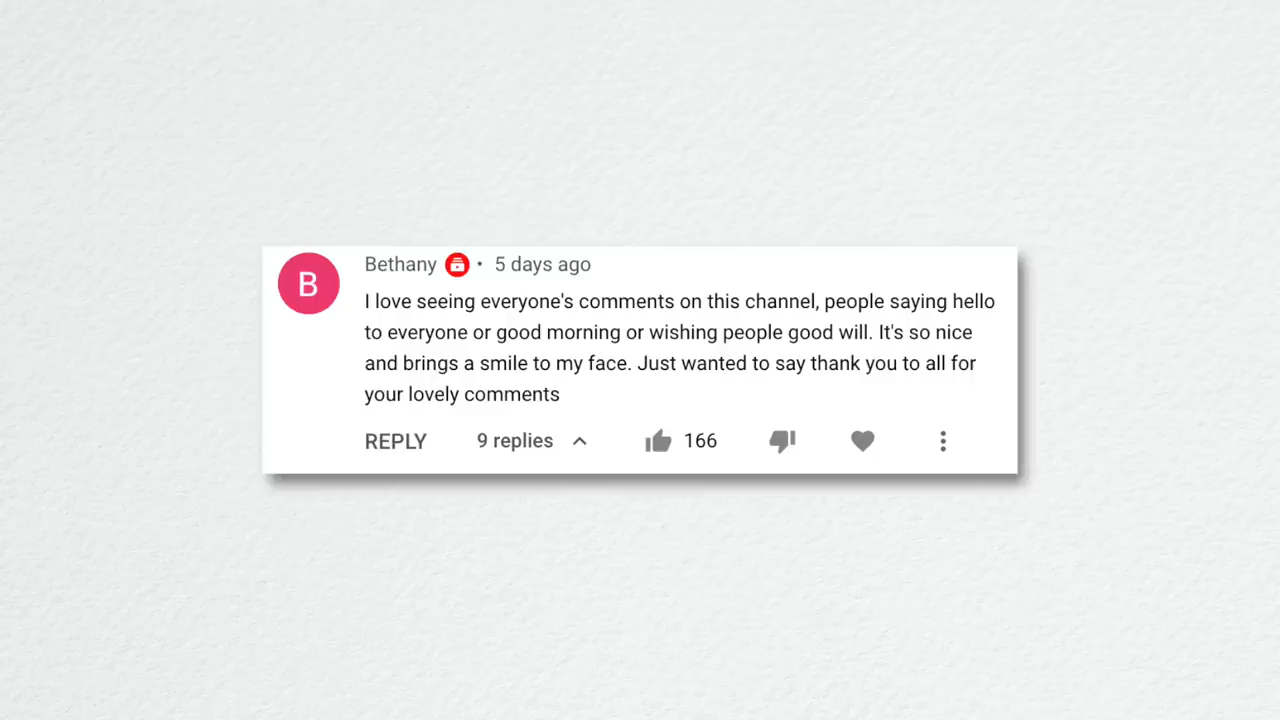 B
Bethany • 5 days ago
I love seeing everyone's comments on this channel, people saying hello
to everyone or good morning or wishing people good will. It's so nice
and brings a smile to my face. Just wanted to say thank you to all for
your lovely comments
REPLY 9 replies 166